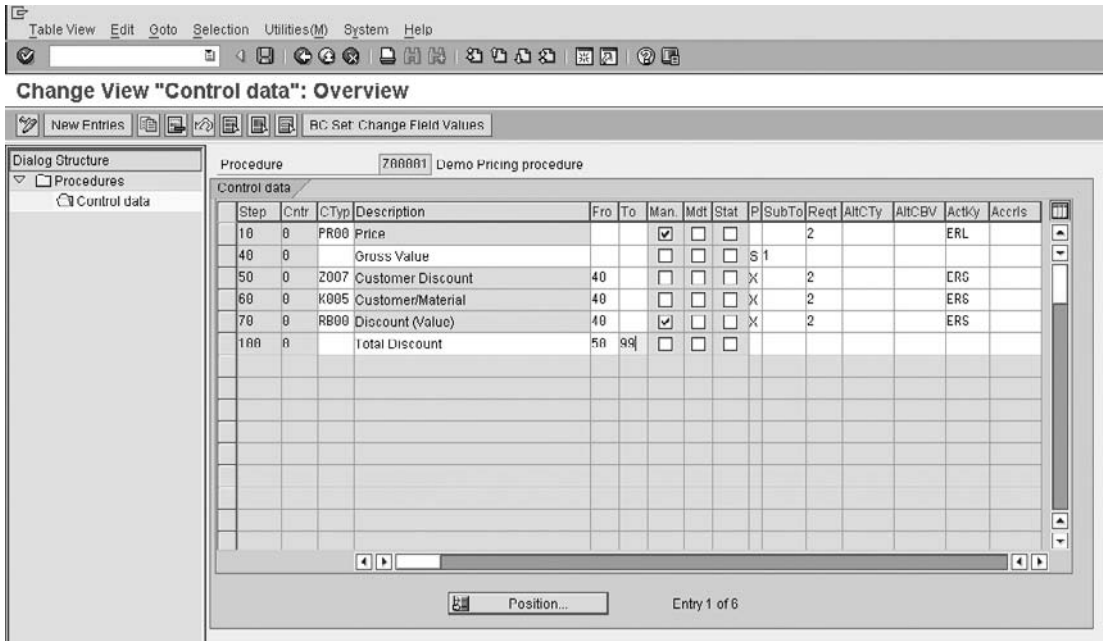 Table View Edit Goto Selection Utilities(M) System Help
Change View "Control data": Overview
New Entries BC Set: Change Field Values
Dialog Structure
Procedures
Control data
Procedure Z00001 Demo Pricing procedure
Control data
Step Cntr CTyp Description Fro To Man. Mdt Stat P SubTo Reqt AltCTy AltCBV ActKy Accrls
10 0 PR00 Price 2 ERL
40 0 Gross Value S 1
50 0 Z007 Customer Discount 40 X 2 ERS
60 0 K005 Customer/Material 40 X 2 ERS
70 0 RB00 Discount (Value) 40 X 2 ERS
100 0 Total Discount 50 99
Position... Entry 1 of 6